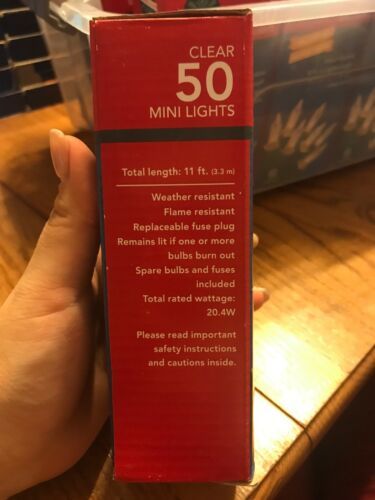 CLEAR
50
MINI LIGHTS
Total length: 11 ft. (3.3 m)
Weather resistant
Flame resistant
Replaceable fuse plug
Remains lit if one or more
bulbs burn out
Spare bulbs and fuses
included
Total rated wattage:
20.4W
Please read important
safety instructions
and cautions inside.